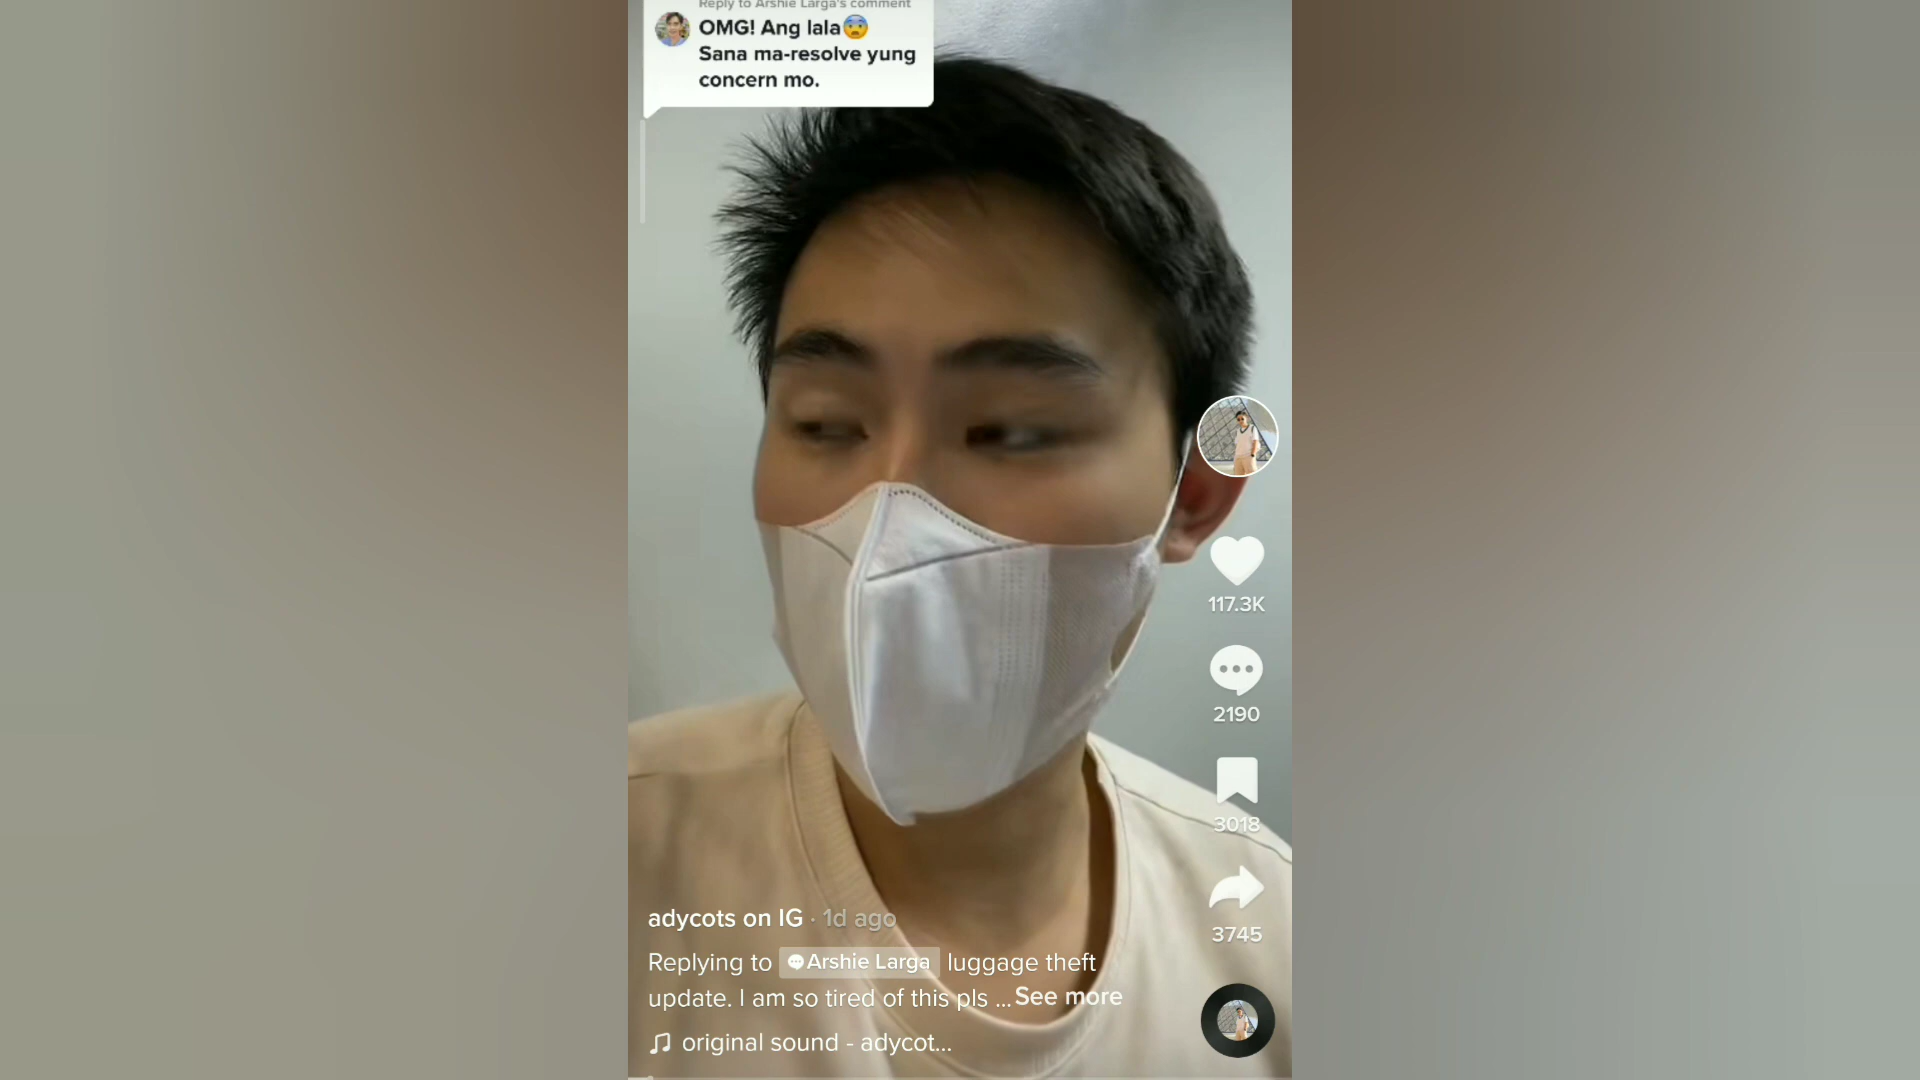 Reply to Arshie Larga's comment
OMG! Ang lala😨
Sana ma-resolve yung
concern mo.
117.3K
2190
3018
3745
adycots on IG · 1d ago
Replying to Arshie Larga luggage theft
update. I am so tired of this pls ... See more
original sound - adycot...